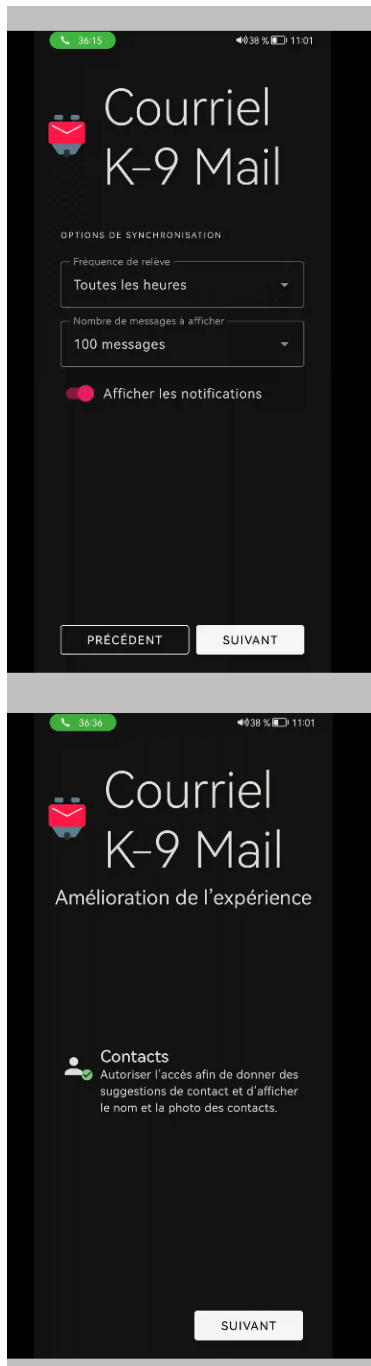 36:15 38 % 11:01
Courriel
K-9 Mail
OPTIONS DE SYNCHRONISATION
Fréquence de relève
Toutes les heures
Nombre de messages à afficher
100 messages
Afficher les notifications
PRÉCÉDENT SUIVANT
36:36 38 % 11:01
Courriel
K-9 Mail
Amélioration de l'expérience
Contacts
Autoriser l'accès afin de donner des
suggestions de contact et d'afficher
le nom et la photo des contacts.
SUIVANT